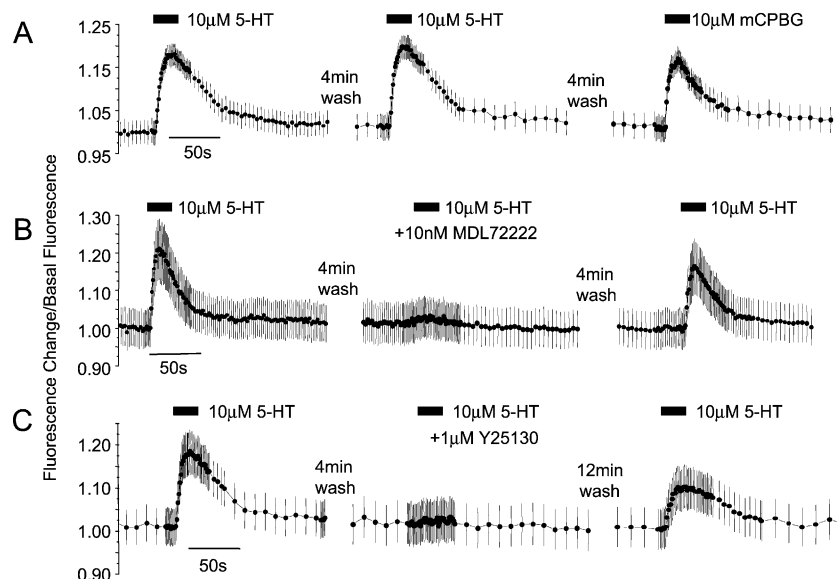 Fluorescence Change/Basal Fluorescence
A
10µM 5-HT
10µM 5-HT
10µM mCPBG
1.25
1.15
1.05
0.95
4min
wash
4min
wash
50s
B
10µM 5-HT
10µM 5-HT
+10nM MDL72222
10µM 5-HT
1.30
1.20
1.10
1.00
0.90
4min
wash
4min
wash
50s
C
10µM 5-HT
10µM 5-HT
+1µM Y25130
10µM 5-HT
1.20
1.10
1.00
0.90
4min
wash
12min
wash
50s